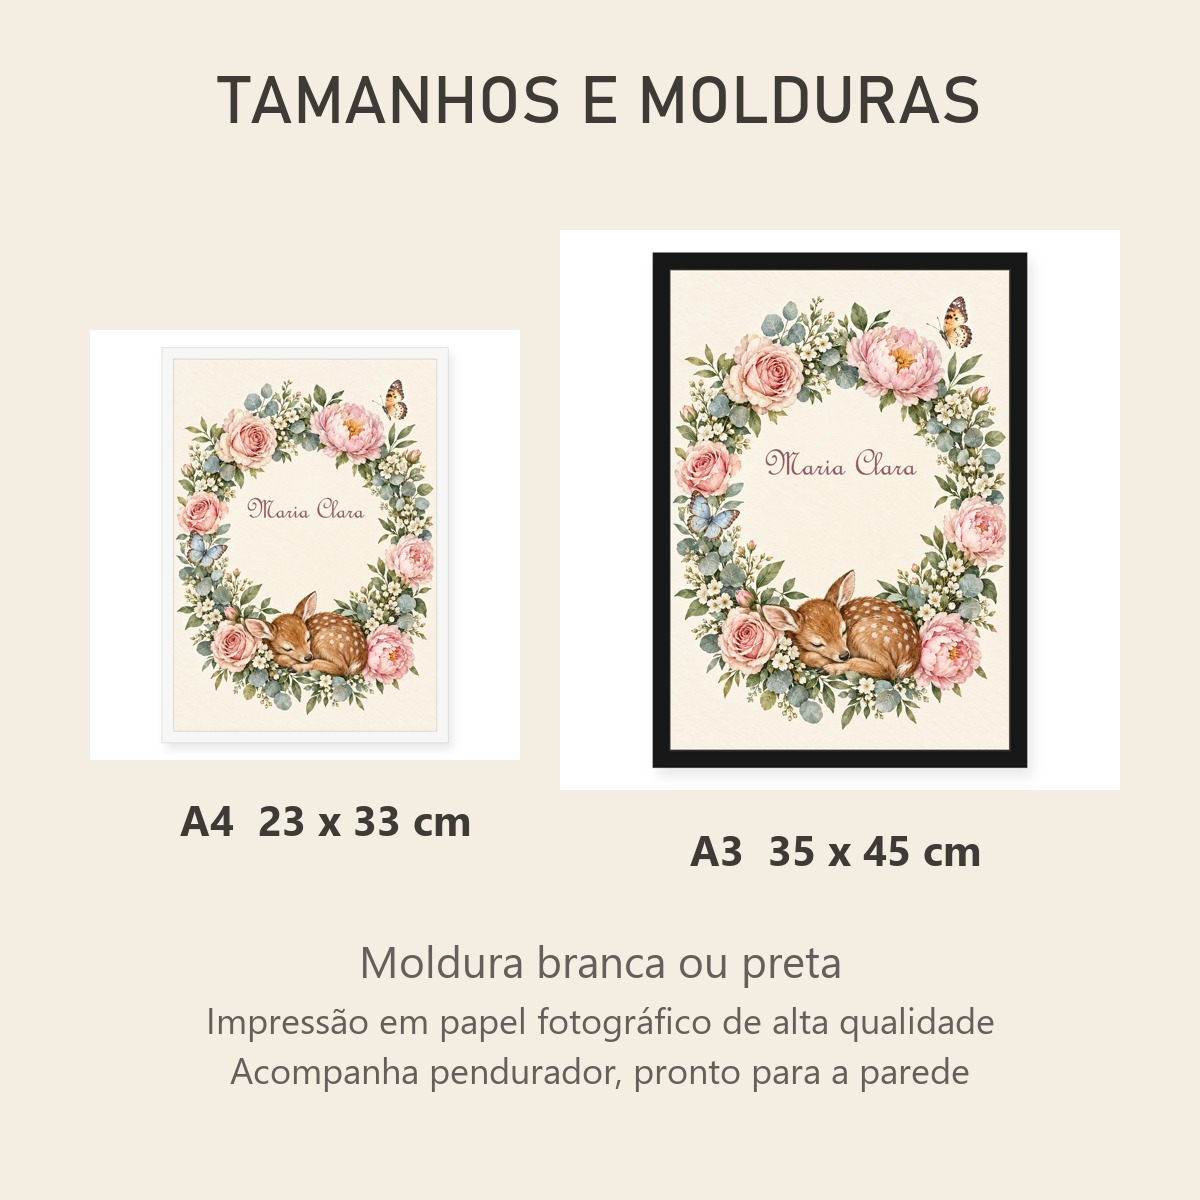 TAMANHOS E MOLDURAS
Maria Clara
Maria Clara
A4 23 x 33 cm
A3 35 x 45 cm
Moldura branca ou preta
Impressão em papel fotográfico de alta qualidade
Acompanha pendurador, pronto para a parede